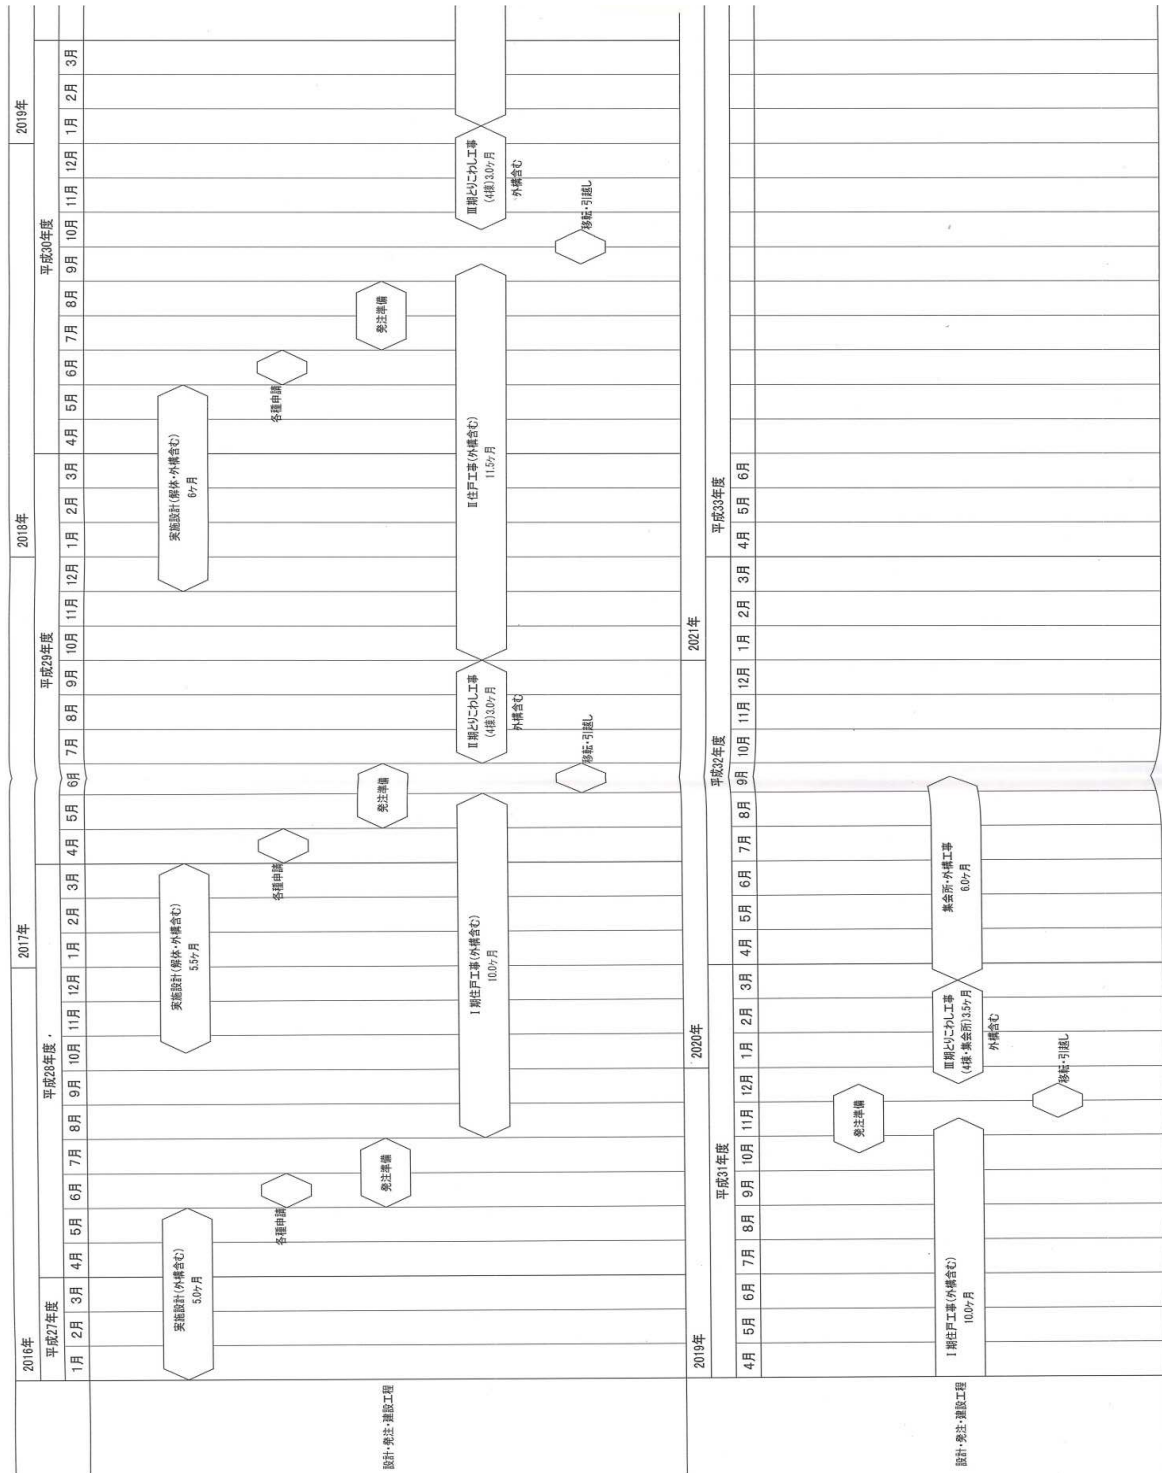 2016年 2017年 2018年 2019年
平成27年度 平成28年度 平成29年度 平成30年度
1月 2月 3月 4月 5月 6月 7月 8月 9月 10月 11月 12月 1月 2月 3月 4月 5月 6月 7月 8月 9月 10月 11月 12月 1月 2月 3月 4月 5月 6月 7月 8月 9月 10月 11月 12月 1月 2月 3月
設計・発注・建設工程
実施設計(外構含む)
5.0ケ月
実施設計(解体・外構含む)
5.5ケ月
実施設計(解体・外構含む)
6ケ月
各種申請
各種申請
各種申請
発注準備
発注準備
発注準備
Ⅰ期住戸工事(外構含む)
10.0ケ月
Ⅱ期とりこわし工事
(4棟)3.0ケ月
外構含む
Ⅱ住戸工事(外構含む)
11.5ケ月
Ⅲ期とりこわし工事
(4棟)3.0ケ月
外構含む
移転・引越し
移転・引越し
2019年 2020年 2021年
平成31年度 平成32年度 平成33年度
4月 5月 6月 7月 8月 9月 10月 11月 12月 1月 2月 3月 4月 5月 6月 7月 8月 9月 10月 11月 12月 1月 2月 3月 4月 5月 6月
設計・発注・建設工程
発注準備
Ⅰ期住戸工事(外構含む)
10.0ケ月
Ⅲ期とりこわし工事
(4棟・集会所)3.5ケ月
外構含む
集会所・外構工事
6.0ケ月
移転・引越し